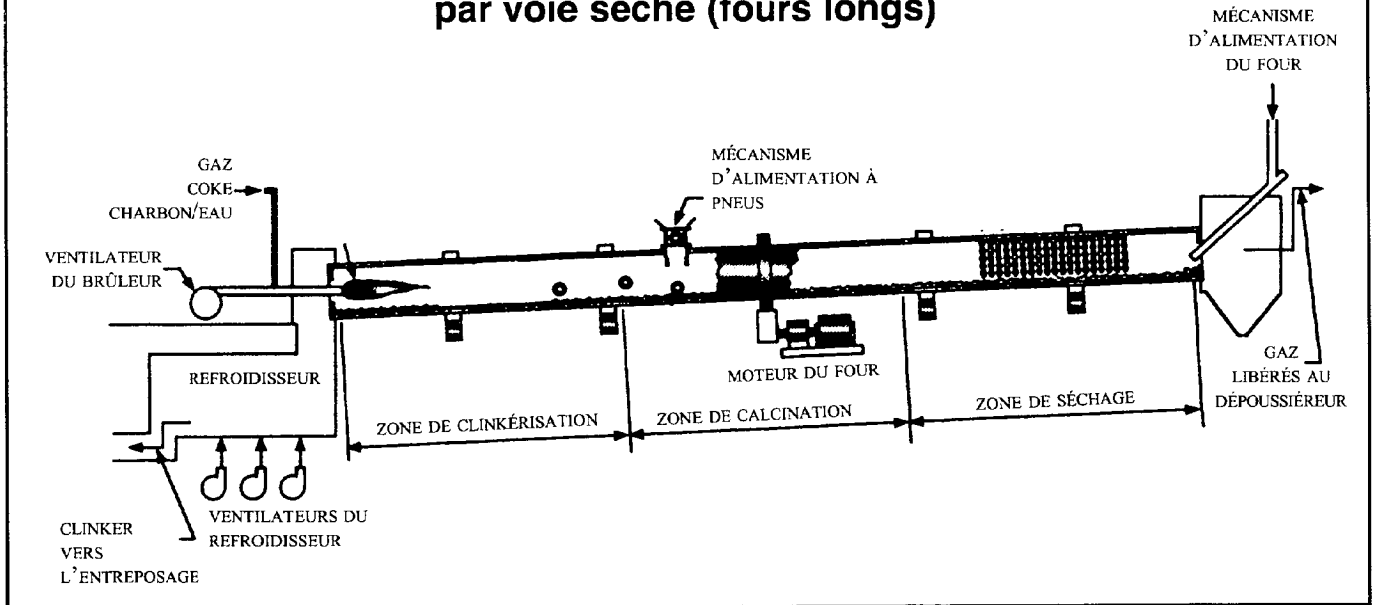 par voie sèche (fours longs)
MÉCANISME
D'ALIMENTATION
DU FOUR
MÉCANISME
D'ALIMENTATION À
PNEUS
GAZ
COKE
CHARBON/EAU
VENTILATEUR
DU BRÛLEUR
REFROIDISSEUR
MOTEUR DU FOUR
GAZ
LIBÉRÉS AU
DÉPOUSSIÉREUR
ZONE DE CLINKÉRISATION
ZONE DE CALCINATION
ZONE DE SÉCHAGE
VENTILATEURS DU
REFROIDISSEUR
CLINKER
VERS
L'ENTREPOSAGE